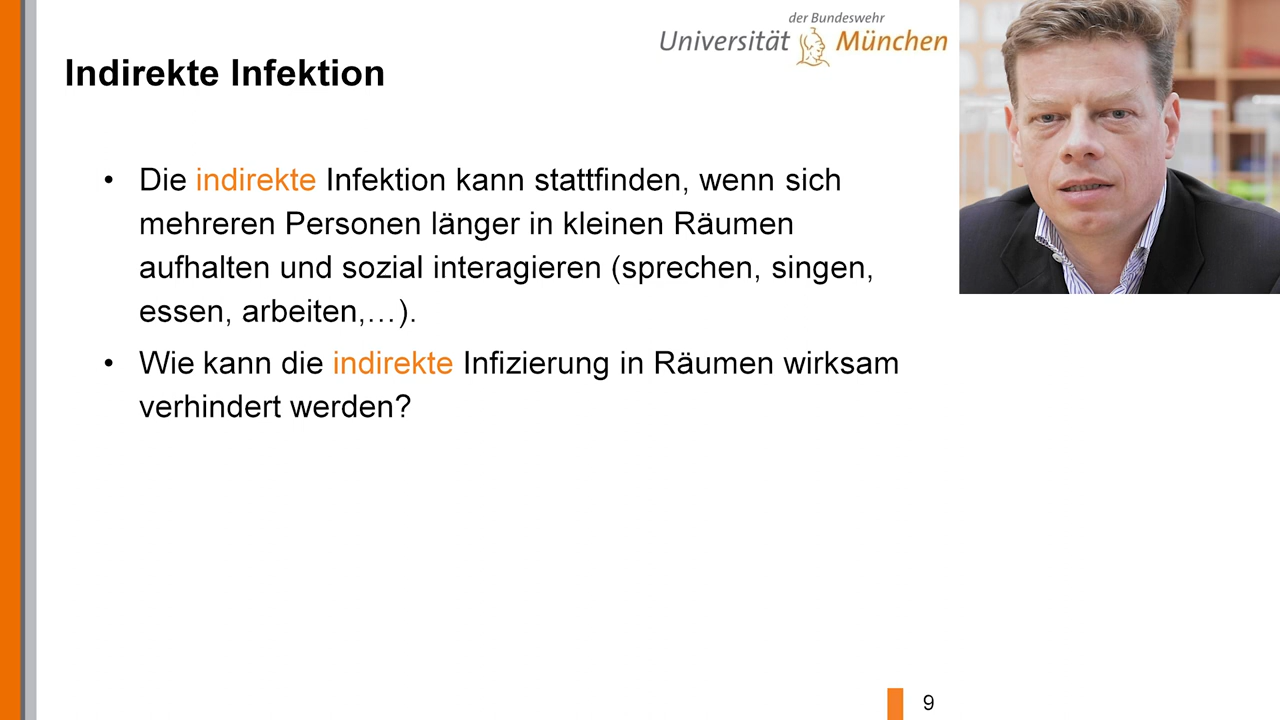 der Bundeswehr
Universität München
Indirekte Infektion
• Die indirekte Infektion kann stattfinden, wenn sich
mehreren Personen länger in kleinen Räumen
aufhalten und sozial interagieren (sprechen, singen,
essen, arbeiten,…).
• Wie kann die indirekte Infizierung in Räumen wirksam
verhindert werden?
9